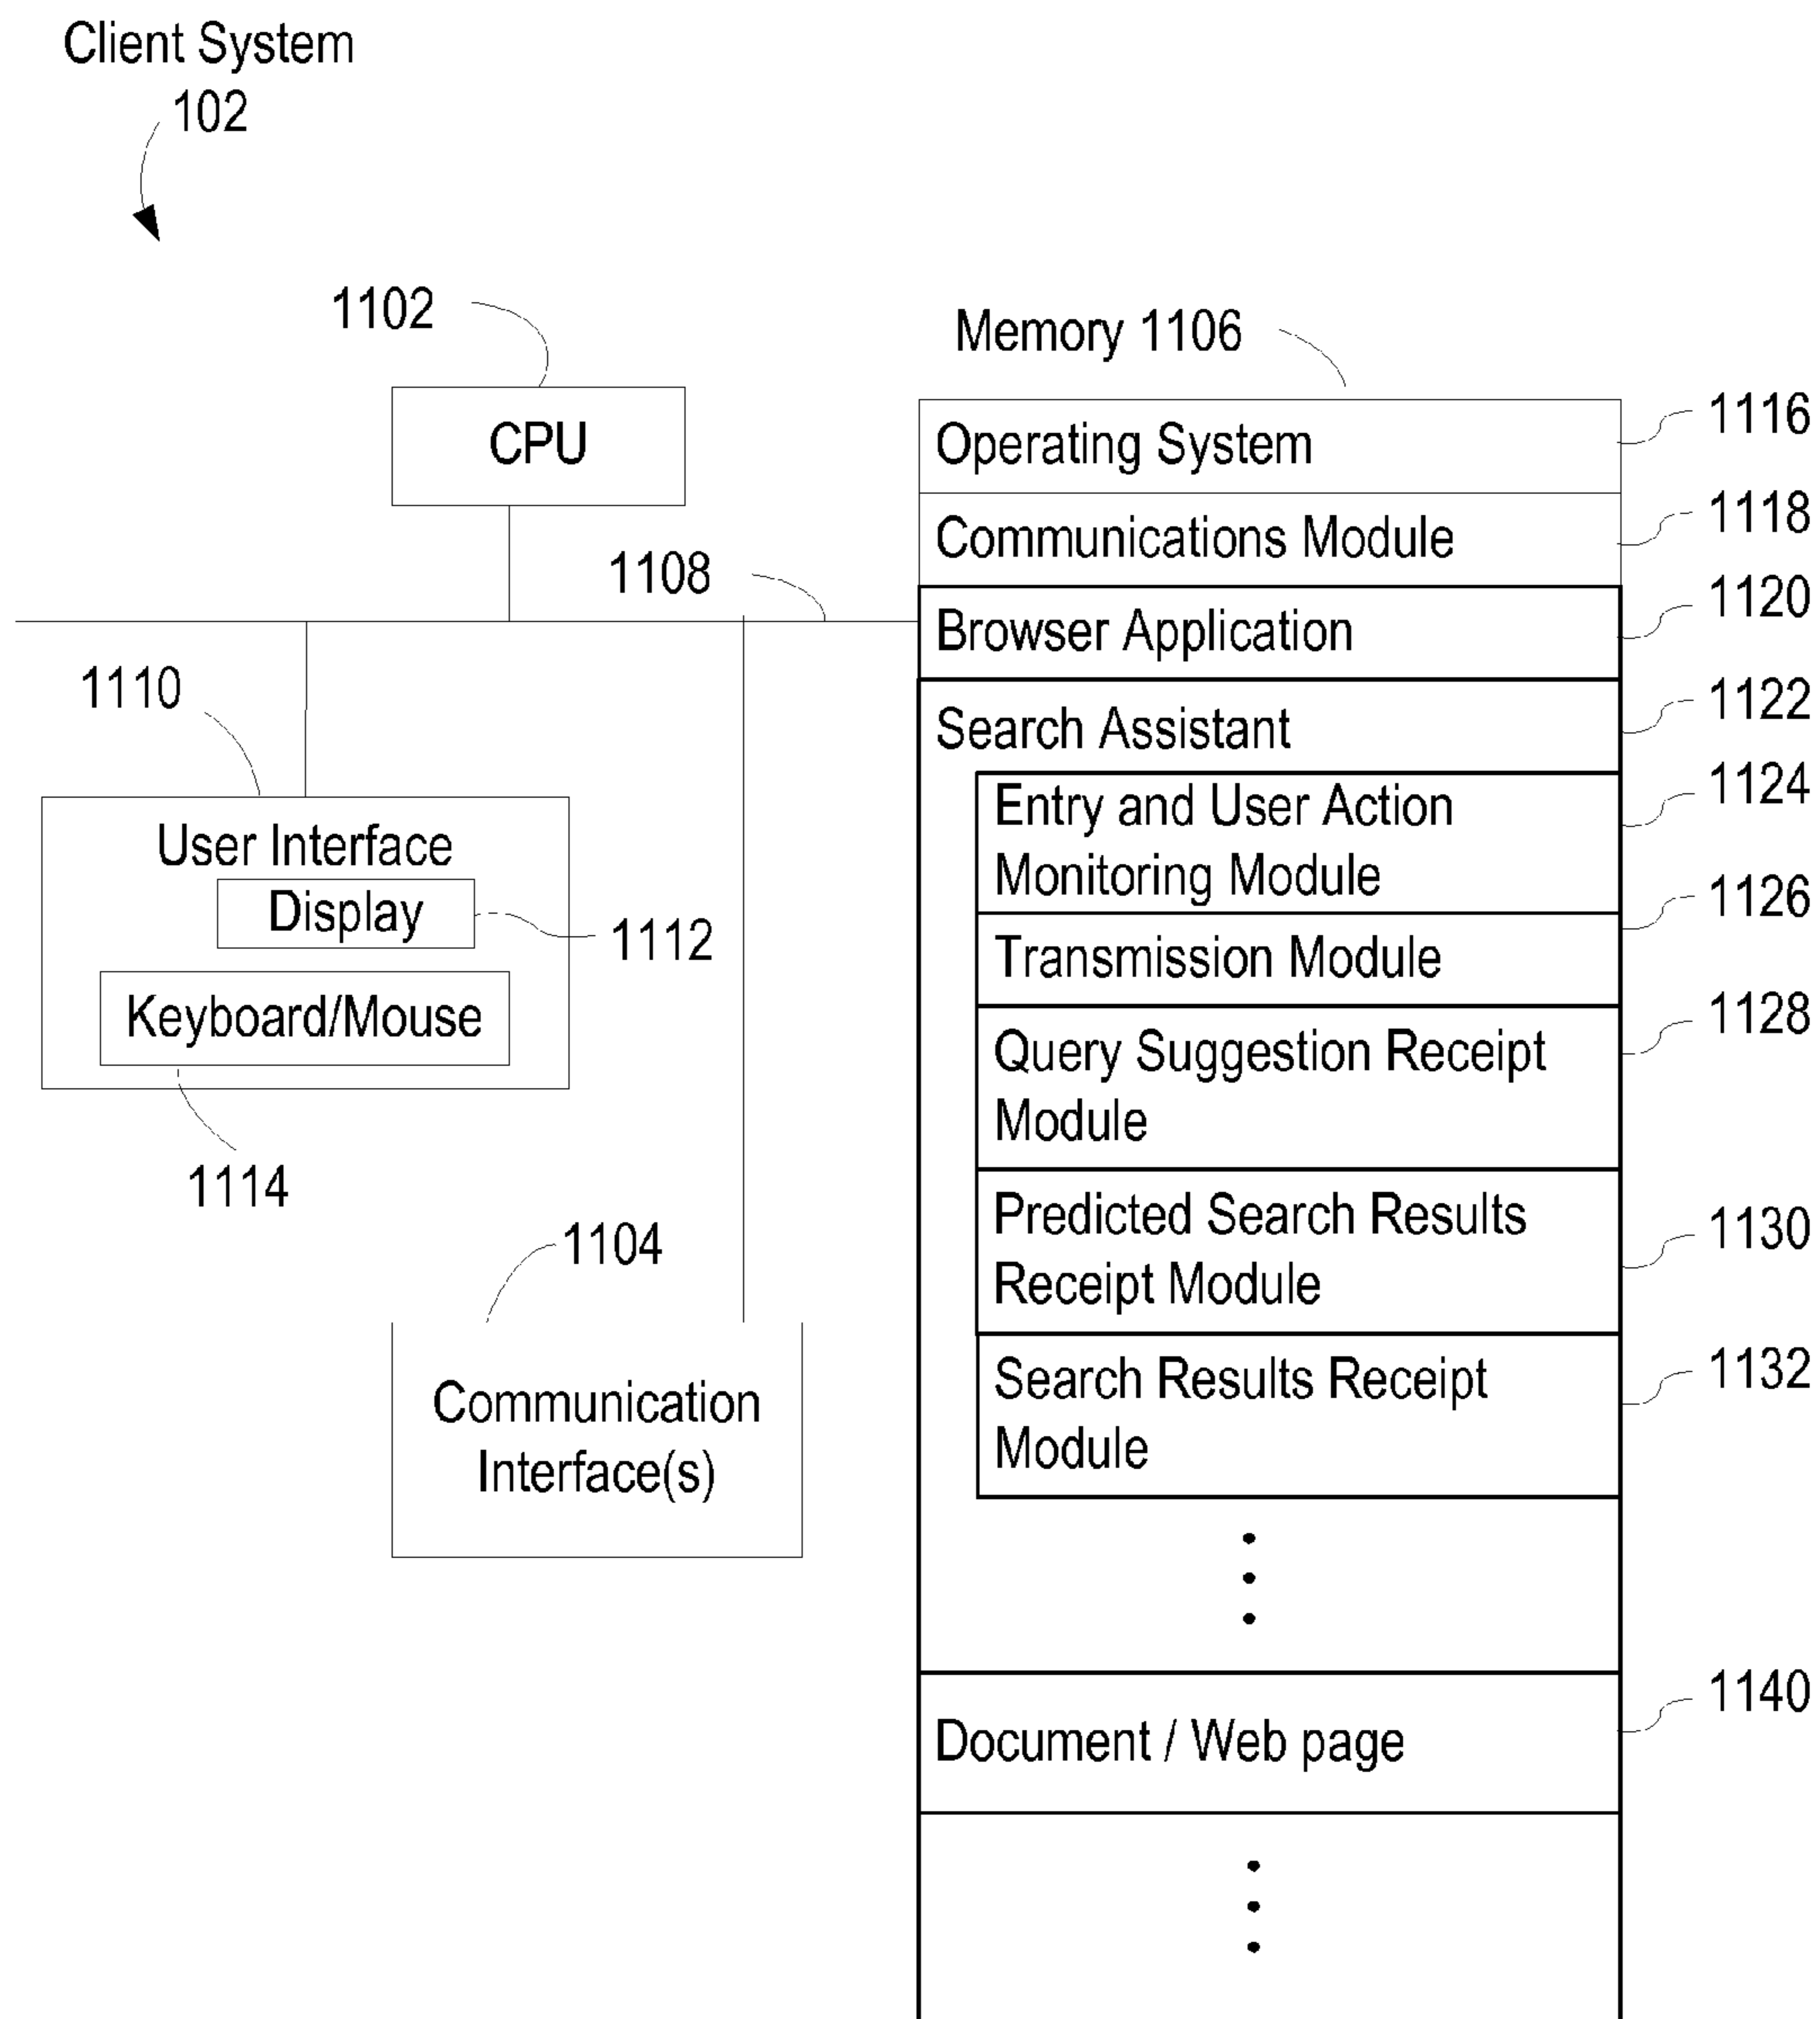 Client System
102
1102
CPU
1108
1110
User Interface
Display
1112
Keyboard/Mouse
1114
1104
Communication
Interface(s)
Memory 1106
Operating System
1116
Communications Module
1118
Browser Application
1120
Search Assistant
1122
Entry and User Action
Monitoring Module
1124
Transmission Module
1126
Query Suggestion Receipt
Module
1128
Predicted Search Results
Receipt Module
1130
Search Results Receipt
Module
1132
Document / Web page
1140